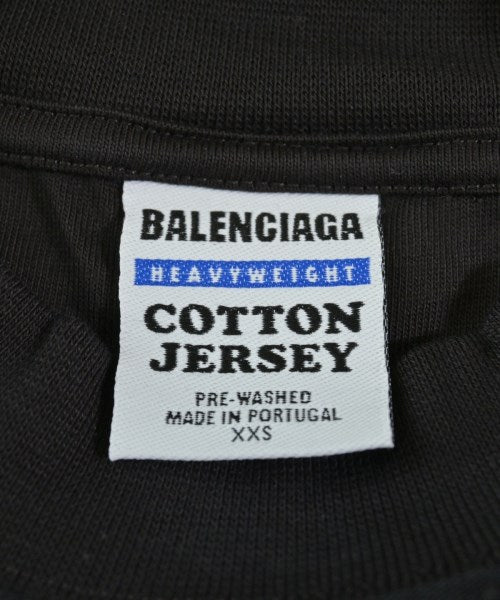 BALENCIAGA
HEAVYWEIGHT
COTTON
JERSEY
PRE-WASHED
MADE IN PORTUGAL
XXS